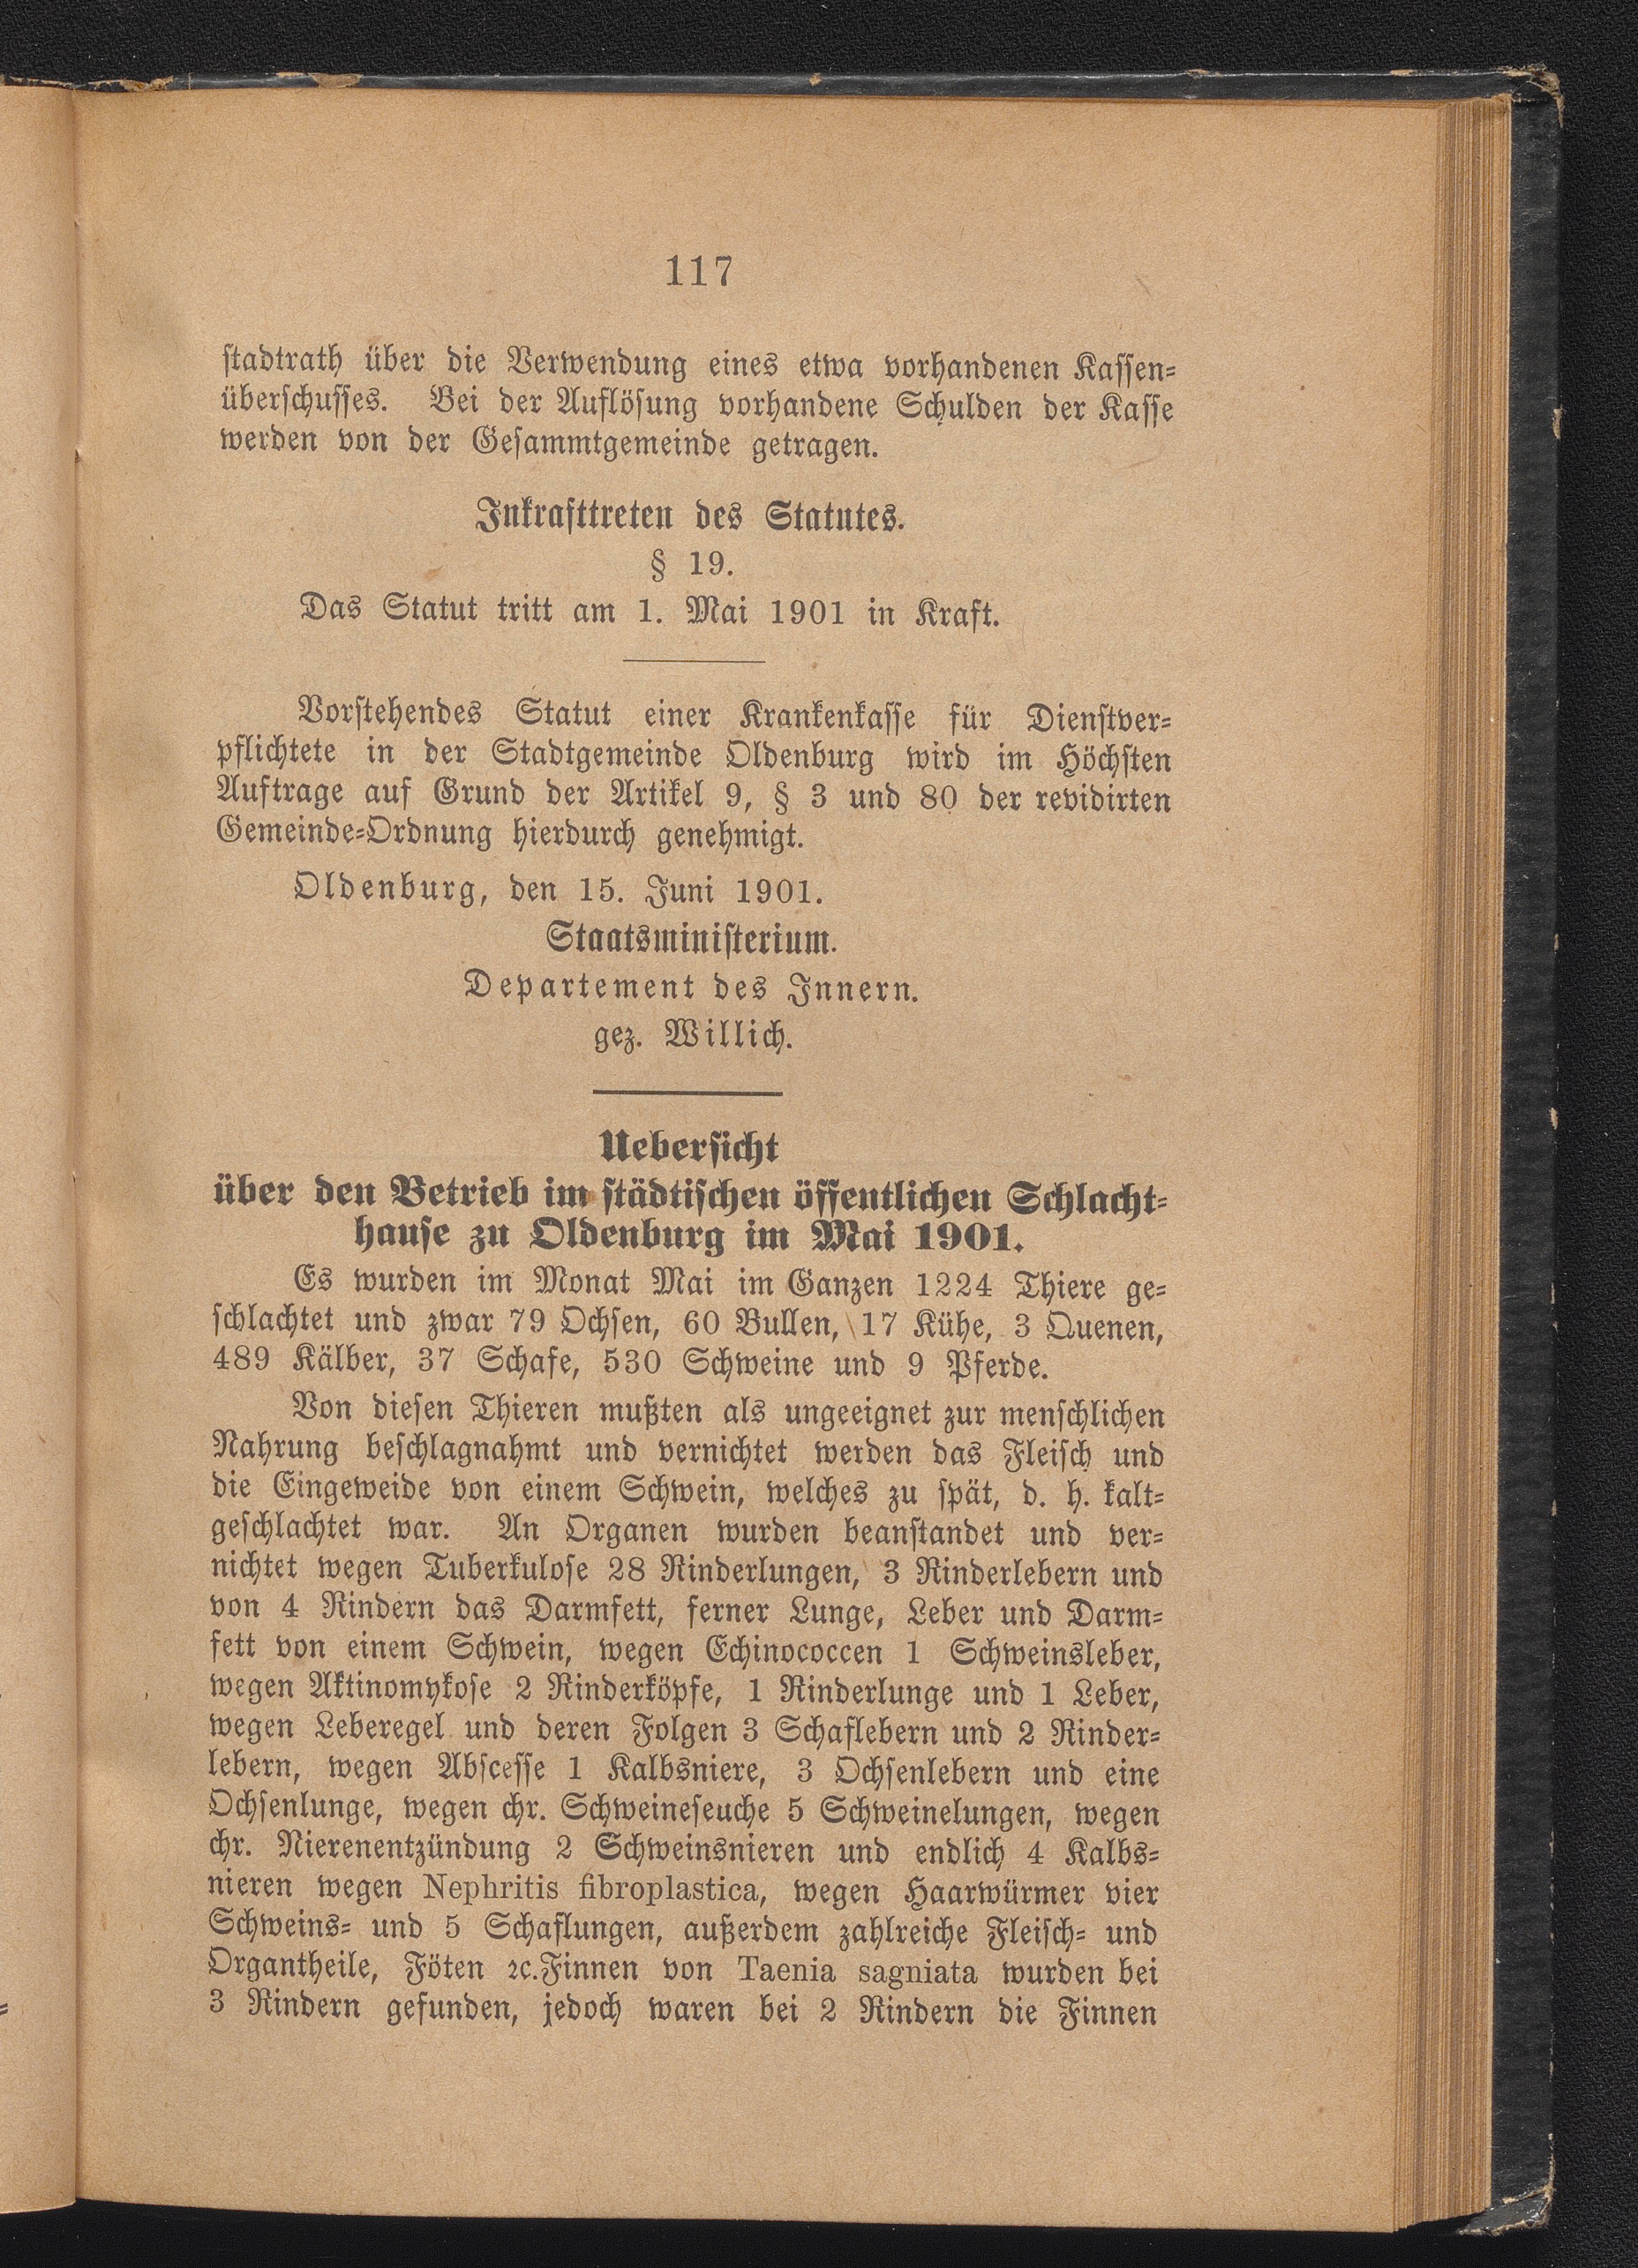 117
stadtrath über die Verwendung eines etwa vorhandenen Kassen-
überschusses. Bei der Auflösung vorhandene Schulden der Kasse
werden von der Gesammtgemeinde getragen.
Inkrafttreten des Statutes.
§ 19.
Das Statut tritt am 1. Mai 1901 in Kraft.
Vorstehendes Statut einer Krankenkasse für Dienstver-
pflichtete in der Stadtgemeinde Oldenburg wird im Höchsten
Auftrage auf Grund der Artikel 9, § 3 und 80 der revidirten
Gemeinde-Ordnung hierdurch genehmigt.
Oldenburg, den 15. Juni 1901.
Staatsministerium.
Departement des Innern.
gez. Willich.
Uebersicht
über den Betrieb im städtischen öffentlichen Schlacht-
hause zu Oldenburg im Mai 1901.
Es wurden im Monat Mai im Ganzen 1224 Thiere ge-
schlachtet und zwar 79 Ochsen, 60 Bullen, 17 Kühe, 3 Quenen,
489 Kälber, 37 Schafe, 530 Schweine und 9 Pferde.
Von diesen Thieren mußten als ungeeignet zur menschlichen
Nahrung beschlagnahmt und vernichtet werden das Fleisch und
die Eingeweide von einem Schwein, welches zu spät, d. h. kalt-
geschlachtet war. An Organen wurden beanstandet und ver-
nichtet wegen Tuberkulose 28 Rinderlungen, 3 Rinderlebern und
von 4 Rindern das Darmfett, ferner Lunge, Leber und Darm-
fett von einem Schwein, wegen Echinococcen 1 Schweinsleber,
wegen Aktinomykose 2 Rinderköpfe, 1 Rinderlunge und 1 Leber,
wegen Leberegel und deren Folgen 3 Schaflebern und 2 Rinder-
lebern, wegen Abscesse 1 Kalbsniere, 3 Ochsenlebern und eine
Ochsenlunge, wegen chr. Schweineseuche 5 Schweinelungen, wegen
chr. Nierenentzündung 2 Schweinsnieren und endlich 4 Kalbs-
nieren wegen Nephritis fibroplastica, wegen Haarwürmer vier
Schweins- und 5 Schaflungen, außerdem zahlreiche Fleisch- und
Organtheile, Föten ꝛc. Finnen von Taenia sagniata wurden bei
3 Rindern gefunden, jedoch waren bei 2 Rindern die Finnen